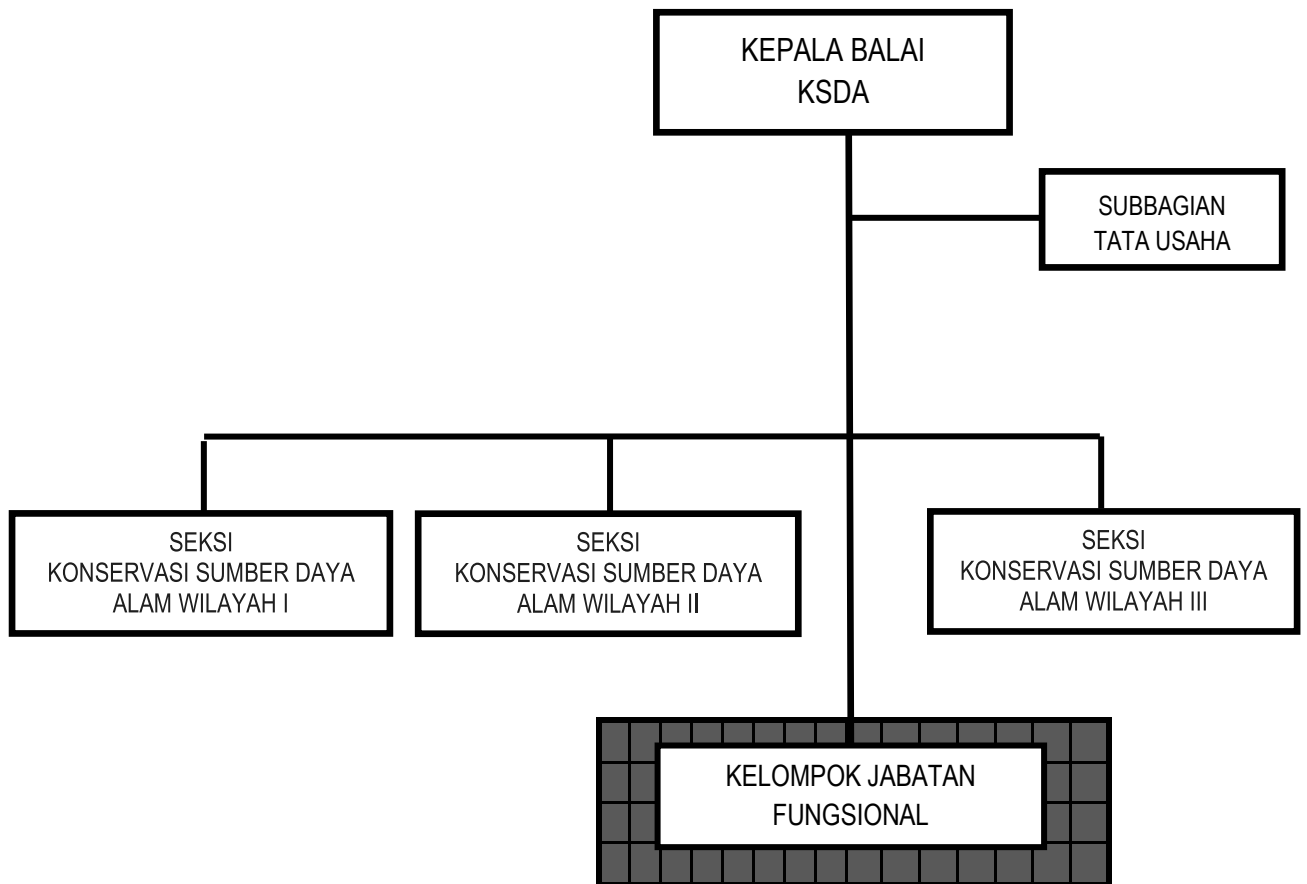 KEPALA BALAI
KSDA
SUBBAGIAN
TATA USAHA
SEKSI
KONSERVASI SUMBER DAYA
ALAM WILAYAH I
SEKSI
KONSERVASI SUMBER DAYA
ALAM WILAYAH II
SEKSI
KONSERVASI SUMBER DAYA
ALAM WILAYAH III
KELOMPOK JABATAN
FUNGSIONAL